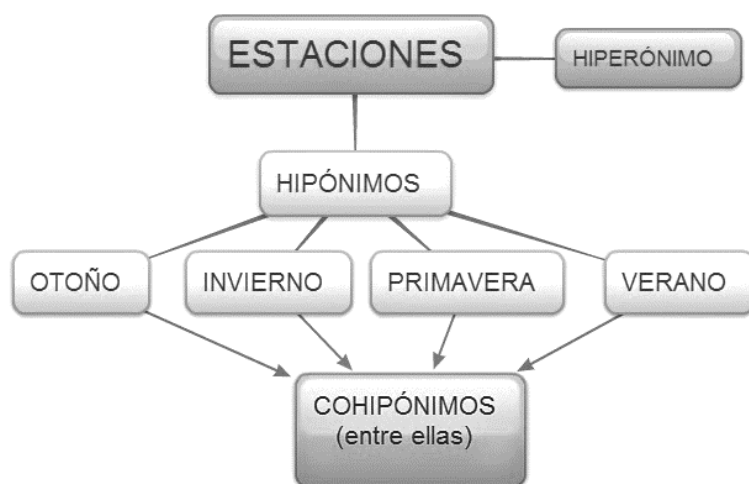 ESTACIONES
HIPERÓNIMO
HIPÓNIMOS
OTOÑO
INVIERNO
PRIMAVERA
VERANO
COHIPÓNIMOS
(entre ellas)